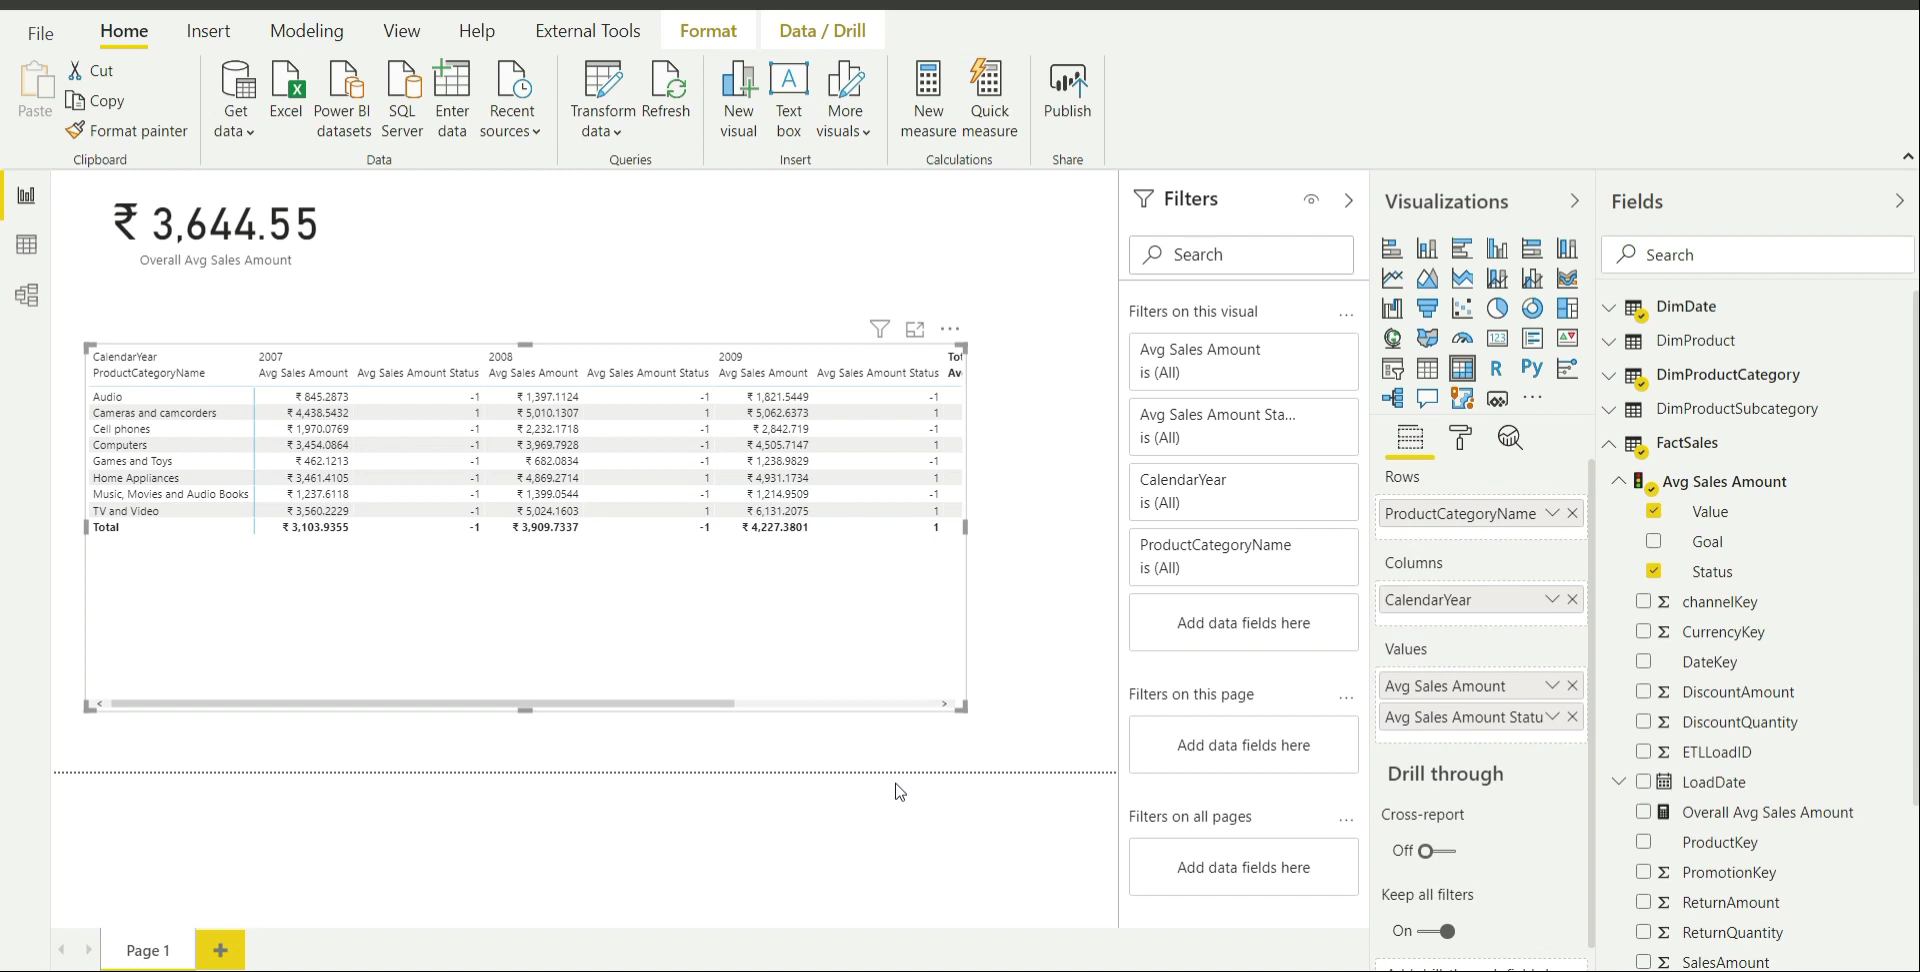 File
Home
Insert
Modeling
View
Help
External Tools
Format
Data / Drill
Paste
Cut
Copy
Format painter
Clipboard
Get data
Excel
Power BI datasets
SQL Server
Enter data
Recent sources
Data
Transform data
Refresh
Queries
New visual
Text box
More visuals
Insert
New measure
Quick measure
Calculations
Publish
Share
₹ 3,644.55
Overall Avg Sales Amount
CalendarYear 2007 2008 2009
ProductCategoryName Avg Sales Amount Avg Sales Amount Status Avg Sales Amount Avg Sales Amount Status Avg Sales Amount Avg Sales Amount Status
Audio ₹ 845.2873 -1 ₹ 1,397.1124 -1 ₹ 1,821.5449 -1
Cameras and camcorders ₹ 4,438.5432 1 ₹ 5,010.1307 1 ₹ 5,062.6373 1
Cell phones ₹ 1,970.0769 -1 ₹ 2,232.1718 -1 ₹ 2,842.719 -1
Computers ₹ 3,454.0864 -1 ₹ 3,969.7928 -1 ₹ 4,505.7147 1
Games and Toys ₹ 462.1213 -1 ₹ 682.0834 -1 ₹ 1,238.9829 -1
Home Appliances ₹ 3,461.4105 -1 ₹ 4,869.2714 1 ₹ 4,931.1734 1
Music, Movies and Audio Books ₹ 1,237.6118 -1 ₹ 1,399.0544 -1 ₹ 1,214.9509 -1
TV and Video ₹ 3,560.2229 -1 ₹ 5,024.1603 1 ₹ 6,131.2075 1
Total ₹ 3,103.9355 -1 ₹ 3,909.7337 -1 ₹ 4,227.3801 1
Page 1
Filters
Search
Filters on this visual ...
Avg Sales Amount
is (All)
Avg Sales Amount Sta...
is (All)
CalendarYear
is (All)
ProductCategoryName
is (All)
Add data fields here
Filters on this page ...
Add data fields here
Filters on all pages ...
Add data fields here
Visualizations
123
R
Py
...
Rows
ProductCategoryName
Columns
CalendarYear
Values
Avg Sales Amount
Avg Sales Amount Statu
Drill through
Cross-report
Off
Keep all filters
On
Fields
Search
DimDate
DimProduct
DimProductCategory
DimProductSubcategory
FactSales
Avg Sales Amount
Value
Goal
Status
channelKey
CurrencyKey
DateKey
DiscountAmount
DiscountQuantity
ETLLoadID
LoadDate
Overall Avg Sales Amount
ProductKey
PromotionKey
ReturnAmount
ReturnQuantity
SalesAmount